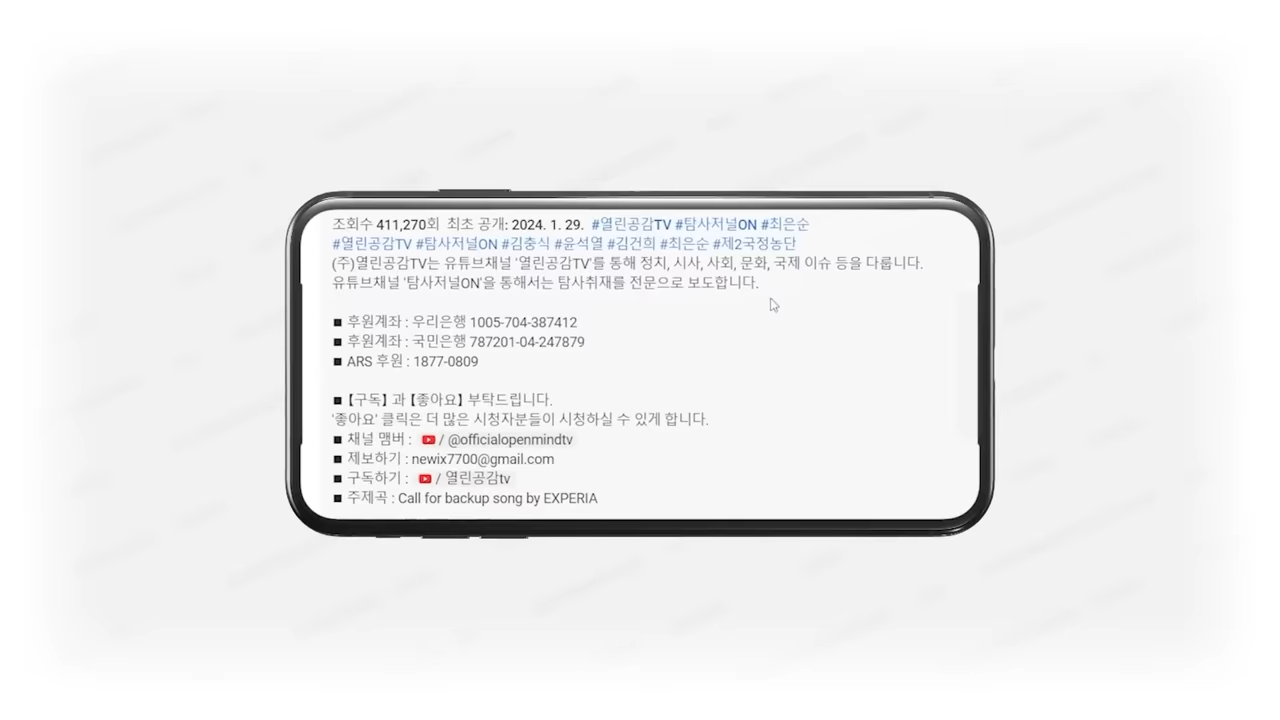 조회수 411,270회 최초 공개: 2024. 1. 29. #열린공감TV #탐사저널ON #최은순
#열린공감TV #탐사저널ON #김충식 #윤석열 #김건희 #최은순 #제2국정농단
(주)열린공감TV는 유튜브채널 '열린공감TV'를 통해 정치, 시사, 사회, 문화, 국제 이슈 등을 다룹니다.
유튜브채널 '탐사저널ON'을 통해서는 탐사취재를 전문으로 보도합니다.
■ 후원계좌 : 우리은행 1005-704-387412
■ 후원계좌 : 국민은행 787201-04-247879
■ ARS 후원 : 1877-0809
■【구독】과【좋아요】부탁드립니다.
'좋아요' 클릭은 더 많은 시청자분들이 시청하실 수 있게 합니다.
■ 채널 맴버 : / @officialopenmindtv
■ 제보하기 : newix7700@gmail.com
■ 구독하기 : / 열린공감tv
■ 주제곡 : Call for backup song by EXPERIA